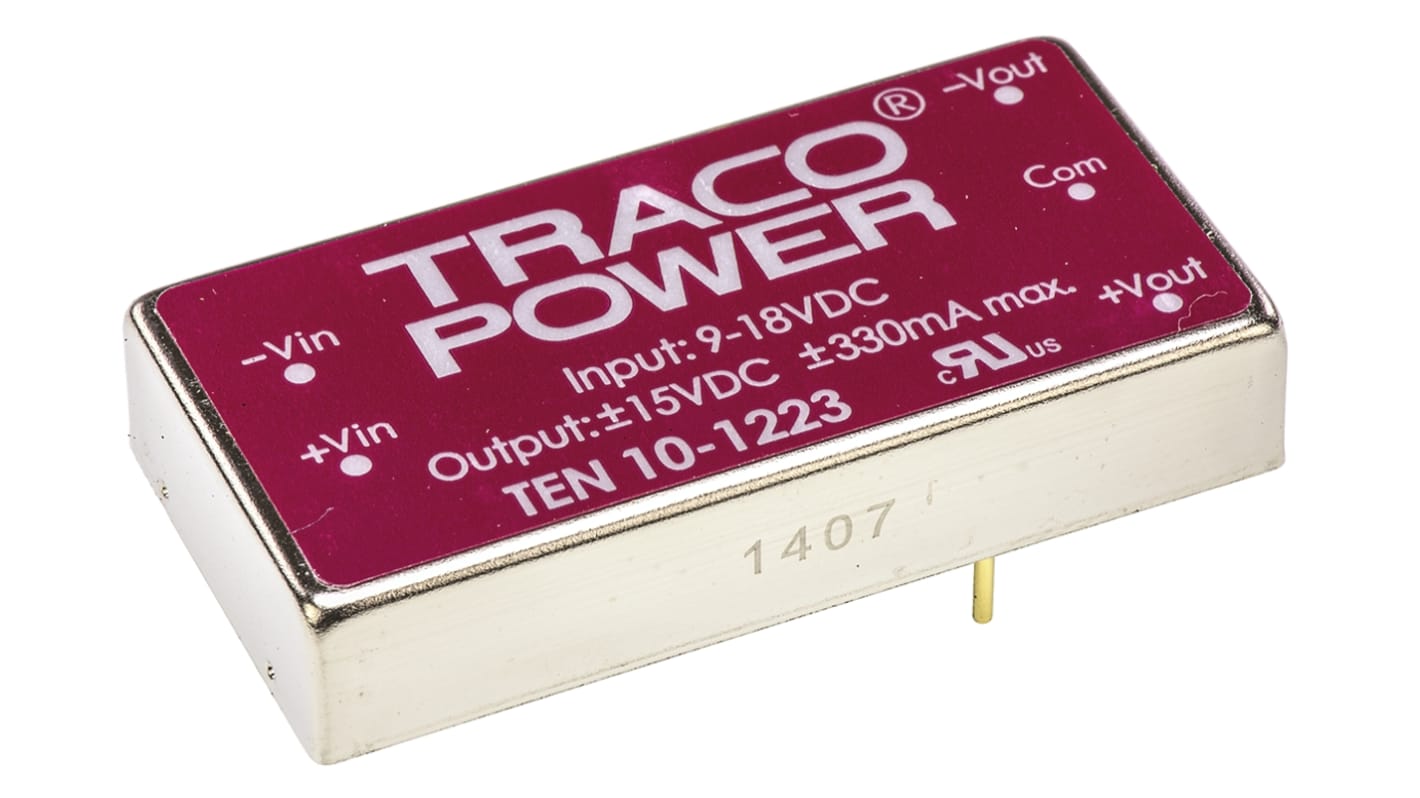 TRACO®
POWER
–Vin
+Vin
–Vout
Com
+Vout
Input: 9-18VDC
Output:±15VDC ±330mA max.
TEN 10-1223
c RU US
1407